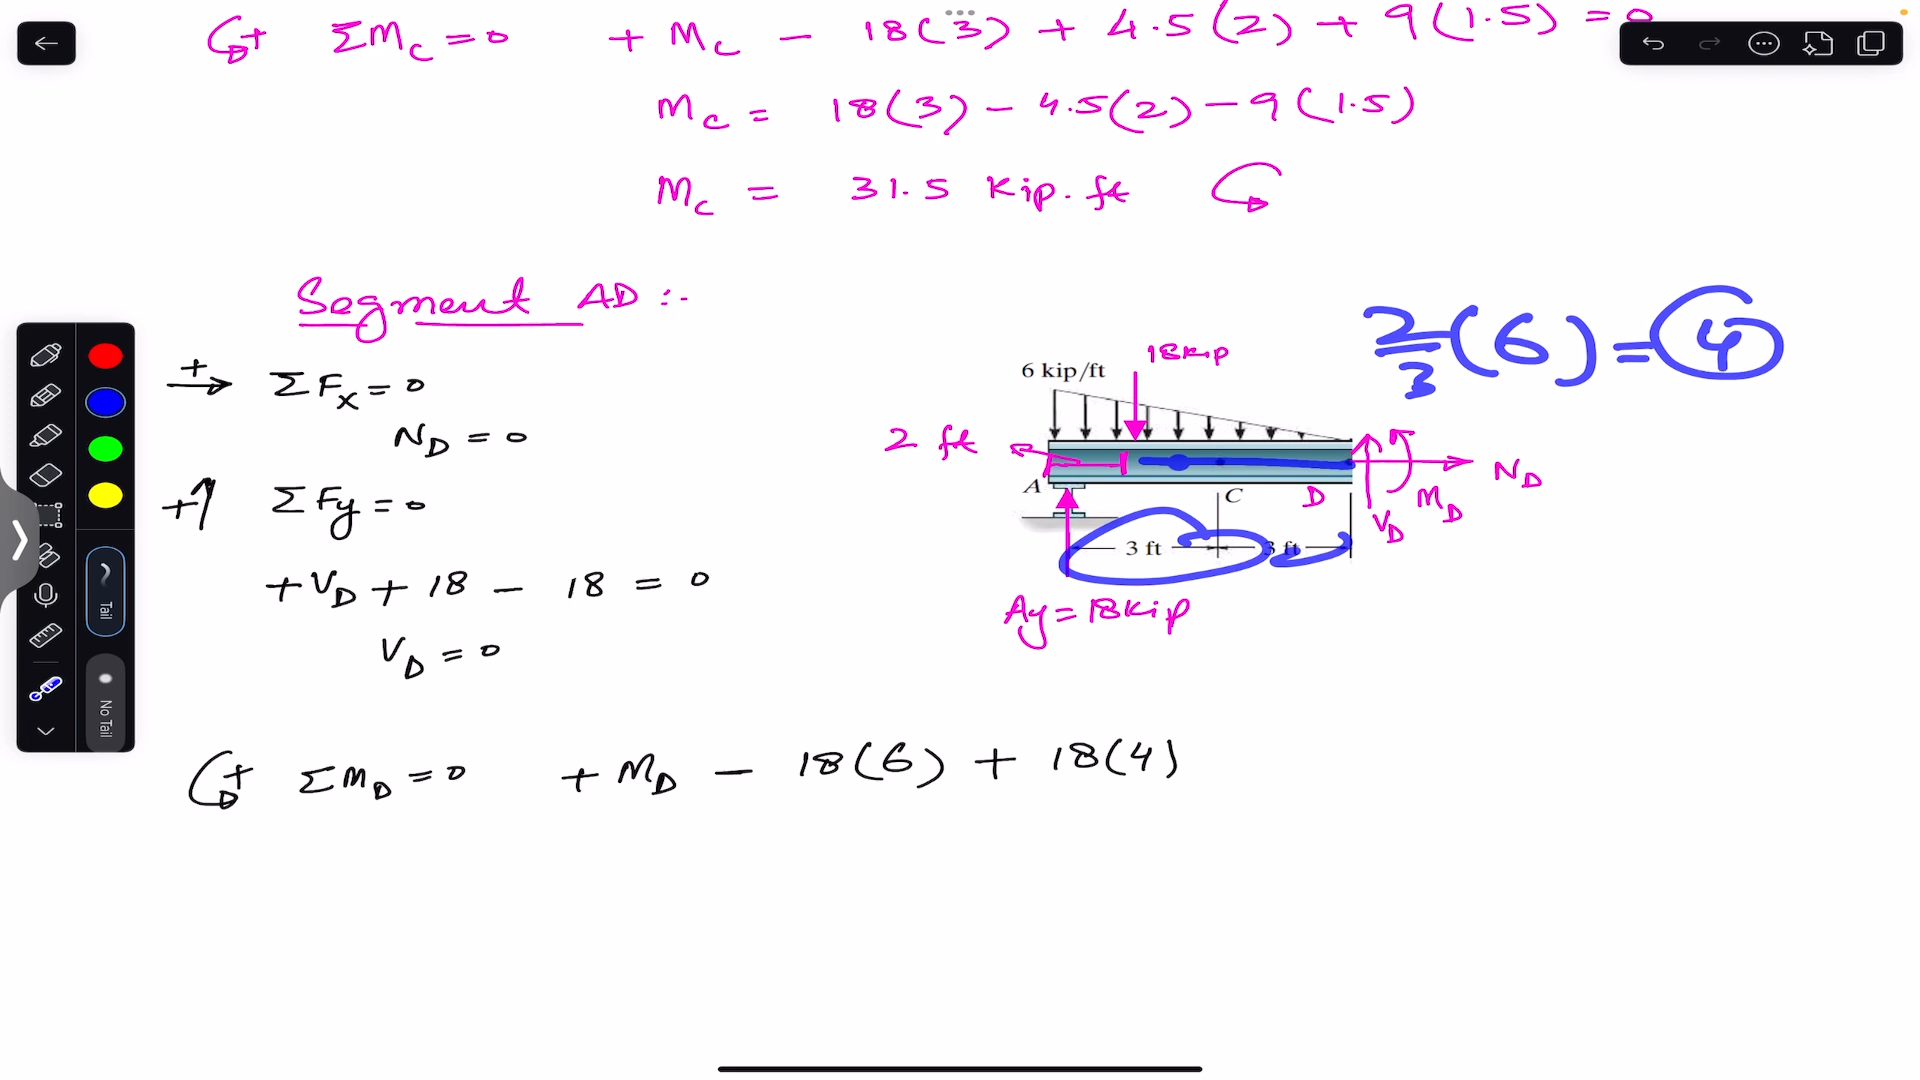 + ΣMC = 0 + MC - 18(3) + 4.5(2) + 9(1.5) = 0
MC = 18(3) - 4.5(2) - 9(1.5)
MC = 31.5 Kip.ft
Segment AD :-
+ ΣFx = 0
ND = 0
+ ΣFy = 0
+VD + 18 - 18 = 0
VD = 0
+ ΣMD = 0 + MD - 18(6) + 18(4)
2/3 (6) = 4
18Kip
6 kip/ft
2 ft
A
C
D
ND
MD
VD
3 ft
3 ft
Ay = 18Kip
Tail
No Tail